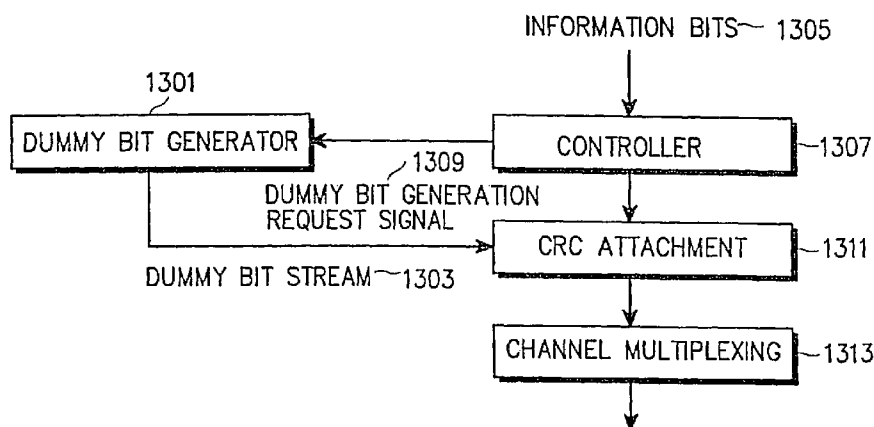 INFORMATION BITS 1305
1301
DUMMY BIT GENERATOR
CONTROLLER
1307
1309
DUMMY BIT GENERATION
REQUEST SIGNAL
CRC ATTACHMENT
1311
DUMMY BIT STREAM 1303
CHANNEL MULTIPLEXING
1313